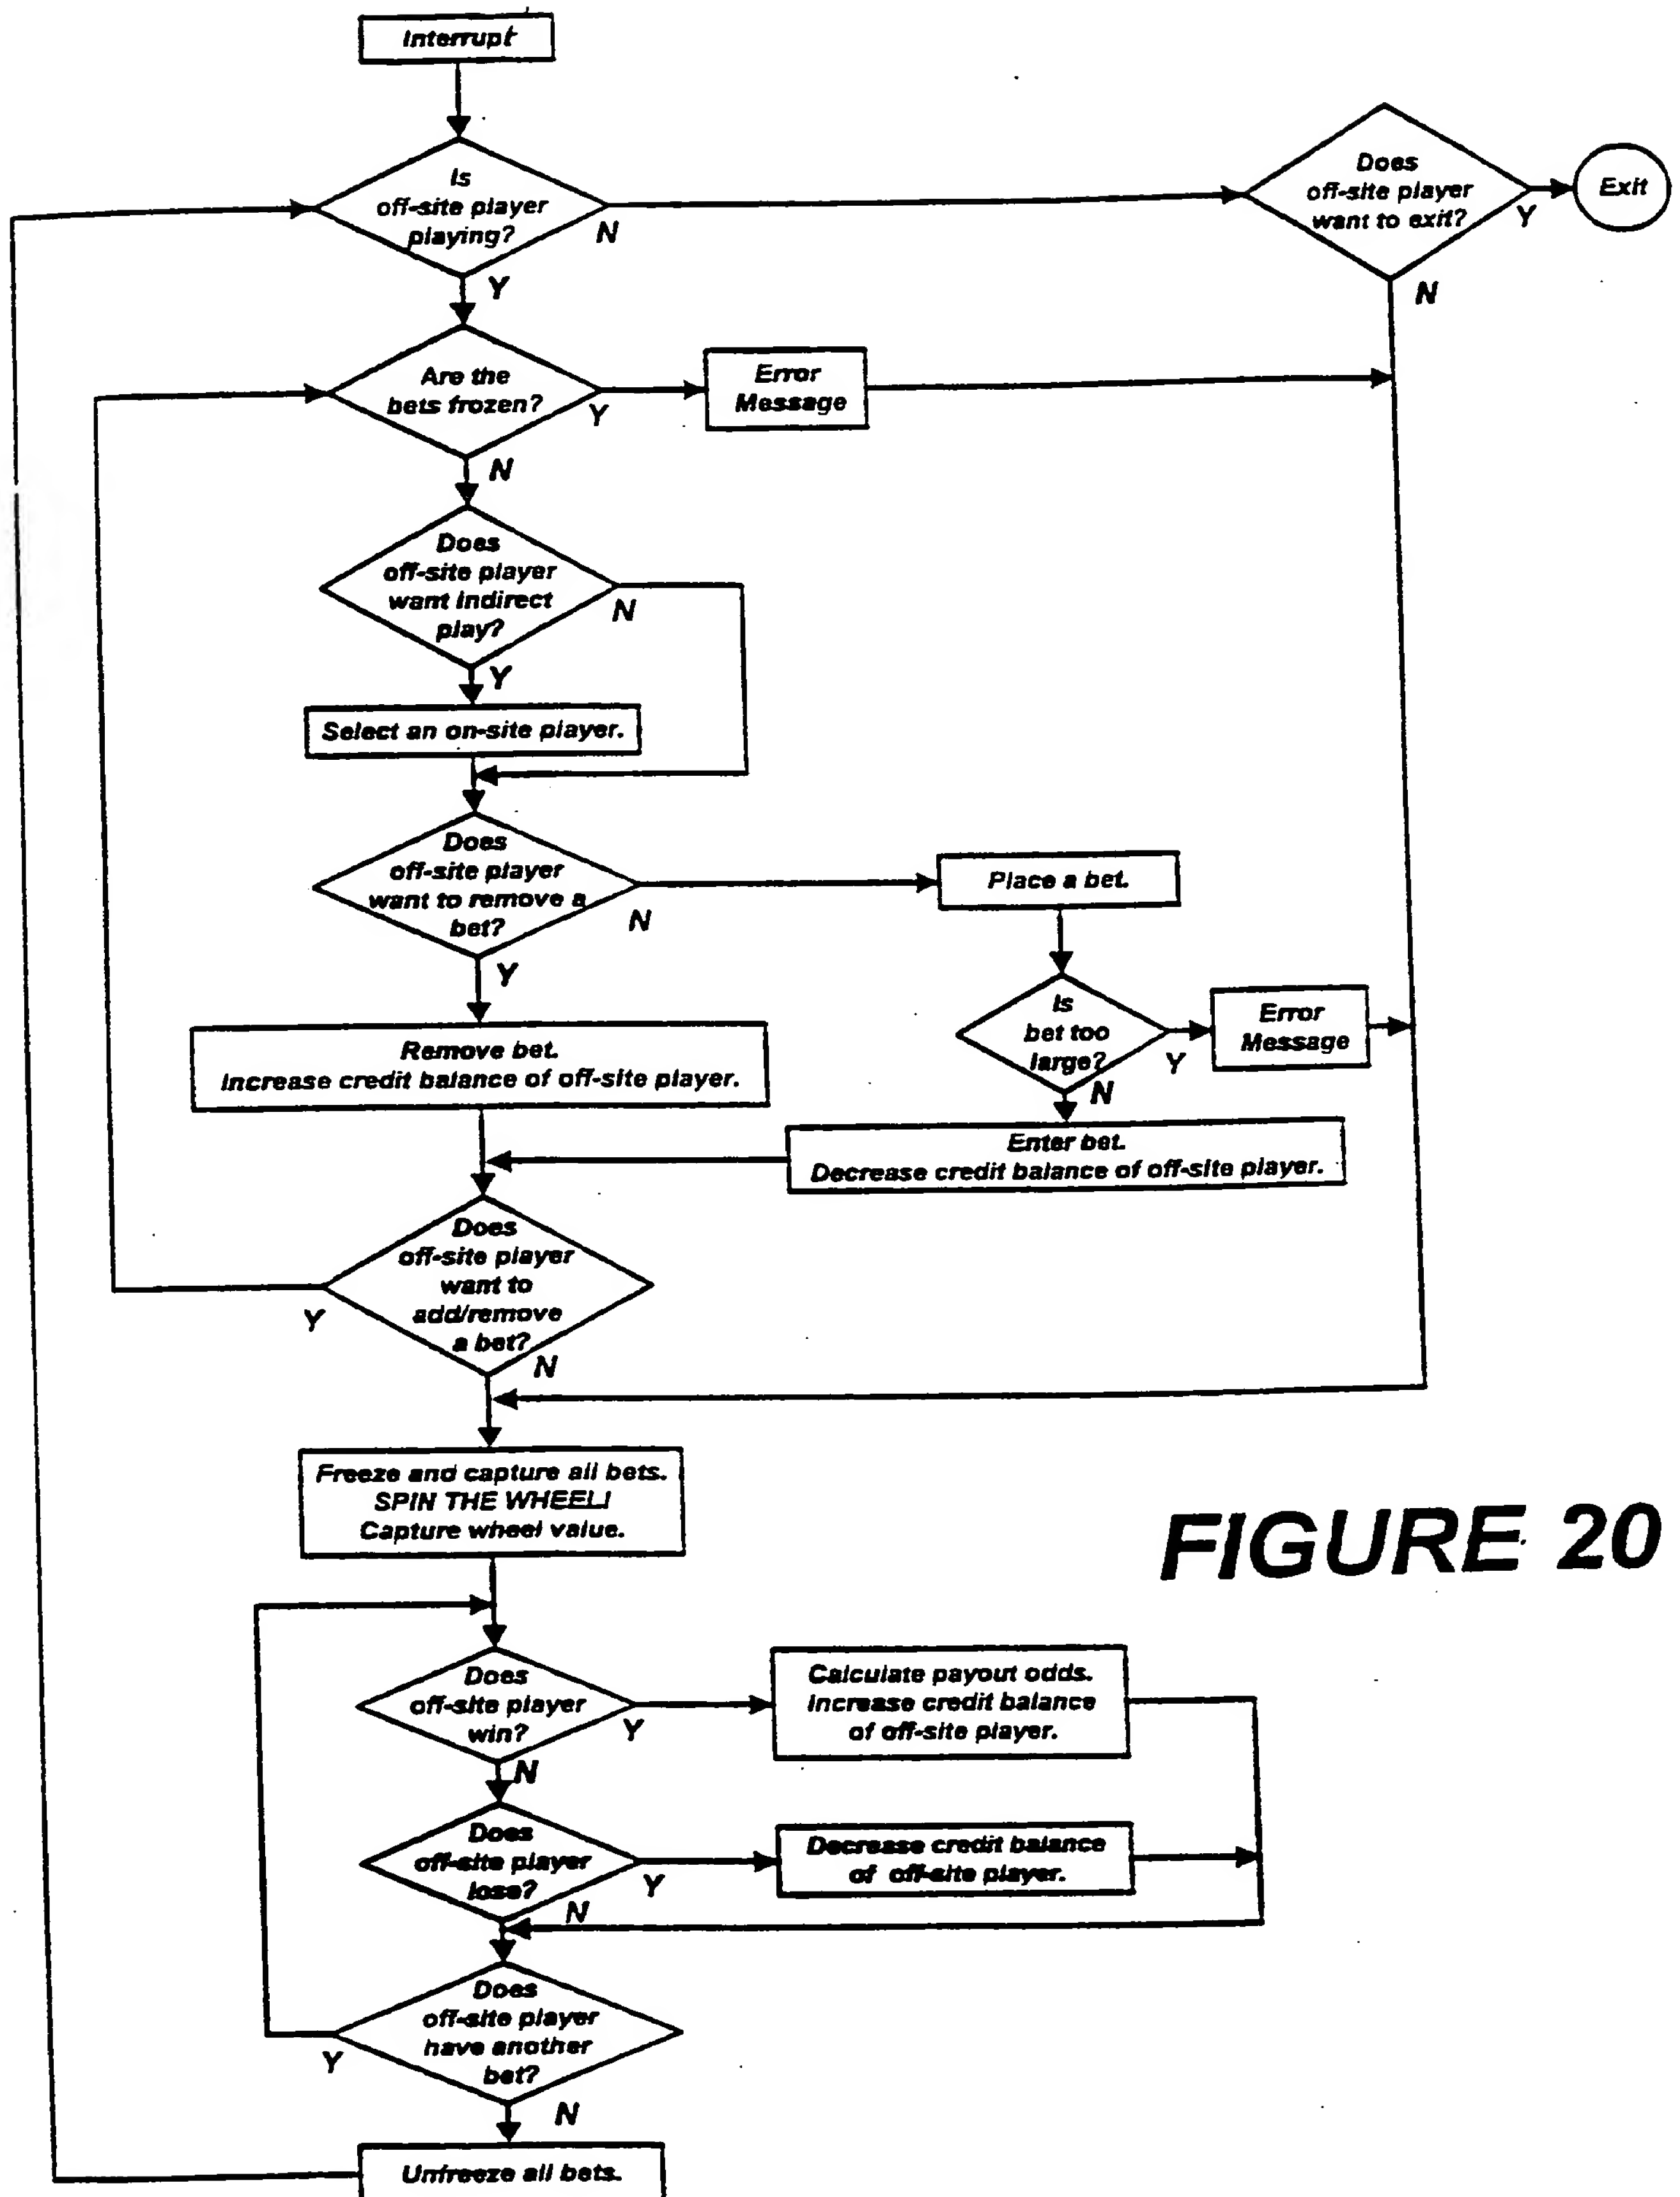 Interrupt
Is
off-site player
playing?
N
Y
Does
off-site player
want to exit?
Y
Exit
N
Are the
bets frozen?
Y
Error
Message
N
Does
off-site player
want indirect
play?
N
Y
Select an on-site player.
Does
off-site player
want to remove a
bet?
N
Y
Place a bet.
Is
bet too
large?
Y
N
Error
Message
Remove bet.
Increase credit balance of off-site player.
Enter bet.
Decrease credit balance of off-site player.
Does
off-site player
want to
add/remove
a bet?
Y
N
Freeze and capture all bets.
SPIN THE WHEEL!
Capture wheel value.
FIGURE 20
Does
off-site player
win?
Y
N
Calculate payout odds.
Increase credit balance
of off-site player.
Does
off-site player
lose?
Y
N
Decrease credit balance
of off-site player.
Does
off-site player
have another
bet?
Y
N
Unfreeze all bets.